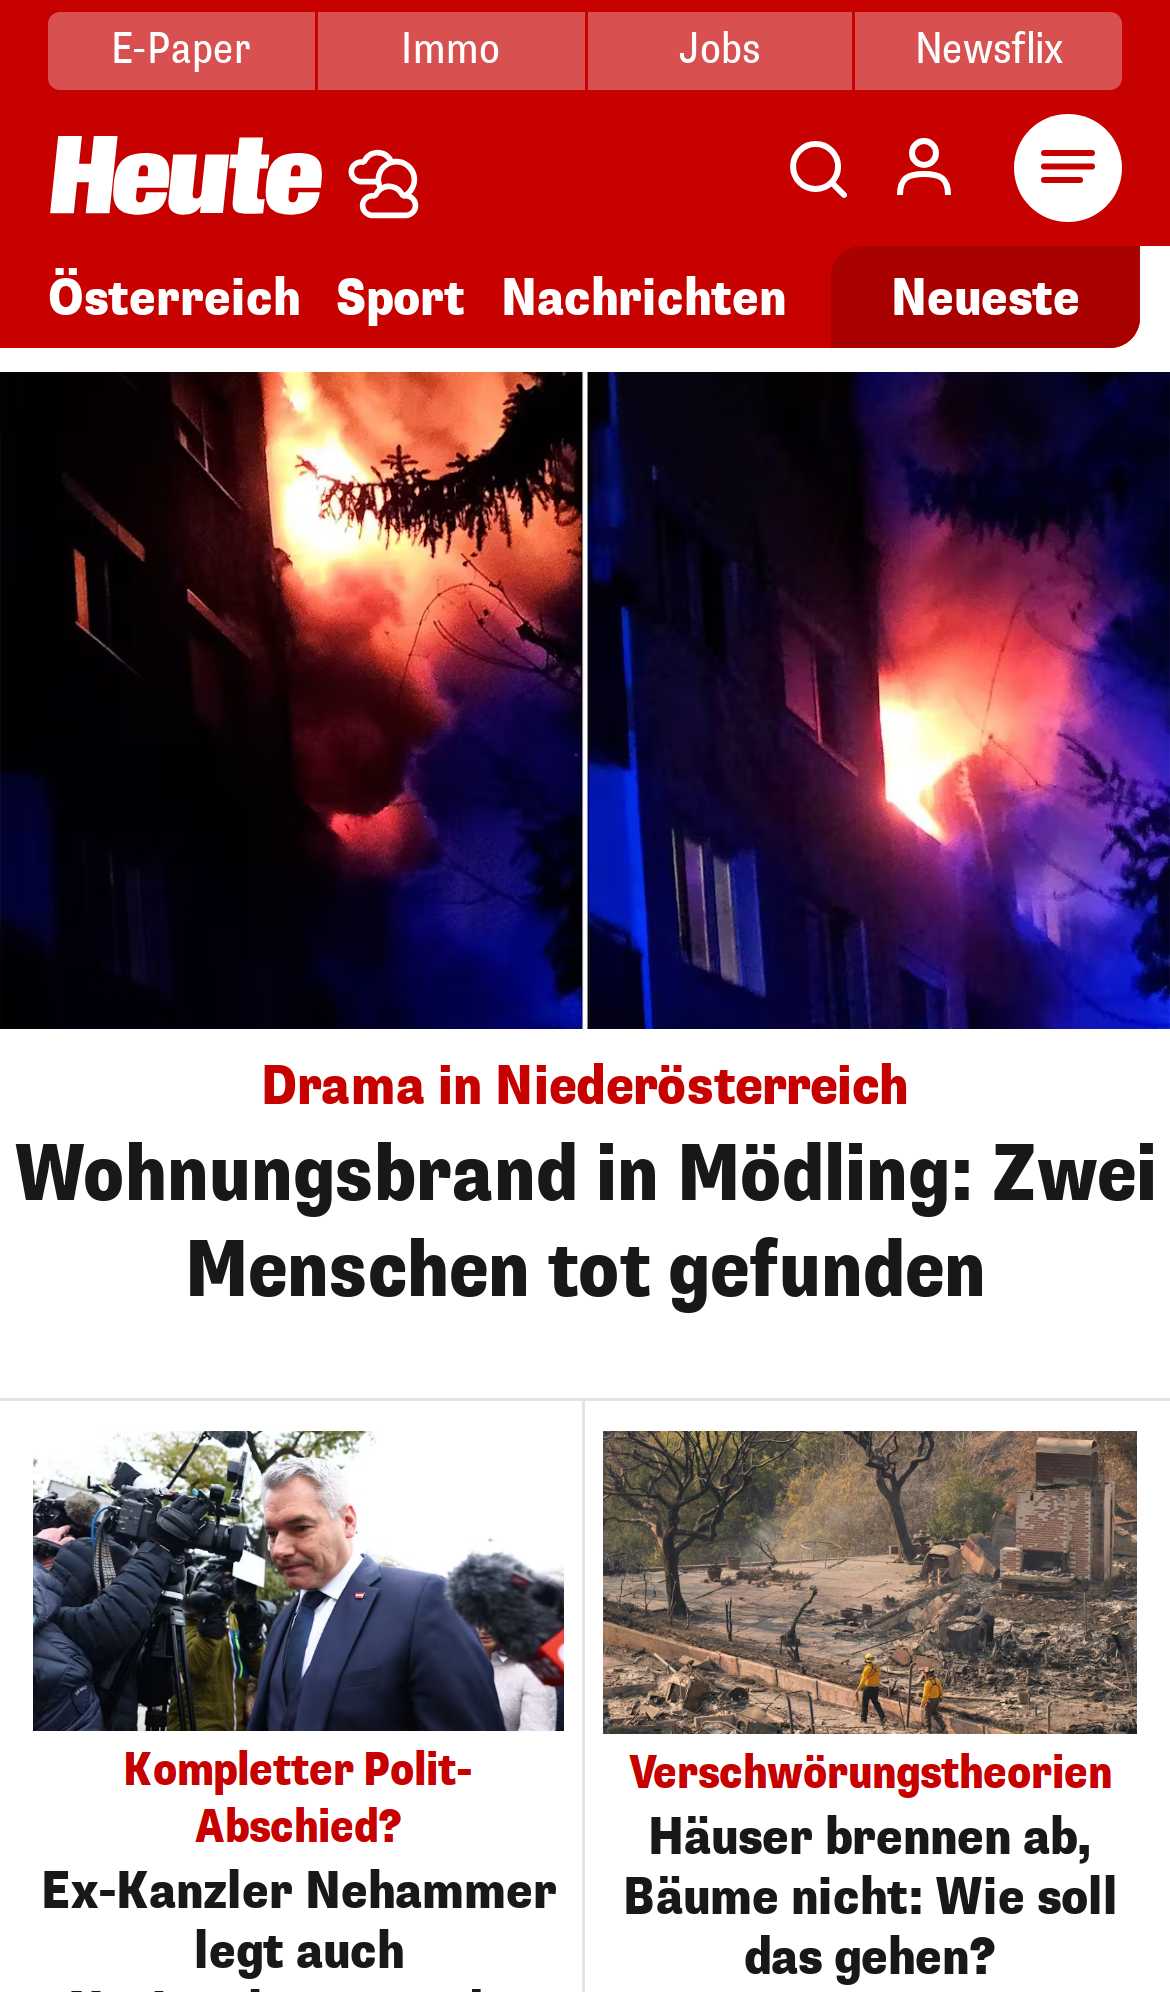 E-Paper
Immo
Jobs
Newsflix
Heute
Österreich
Sport
Nachrichten
Neueste
Drama in Niederösterreich
Wohnungsbrand in Mödling: Zwei
Menschen tot gefunden
Kompletter Polit-
Abschied?
Ex-Kanzler Nehammer
legt auch
Verschwörungstheorien
Häuser brennen ab,
Bäume nicht: Wie soll
das gehen?